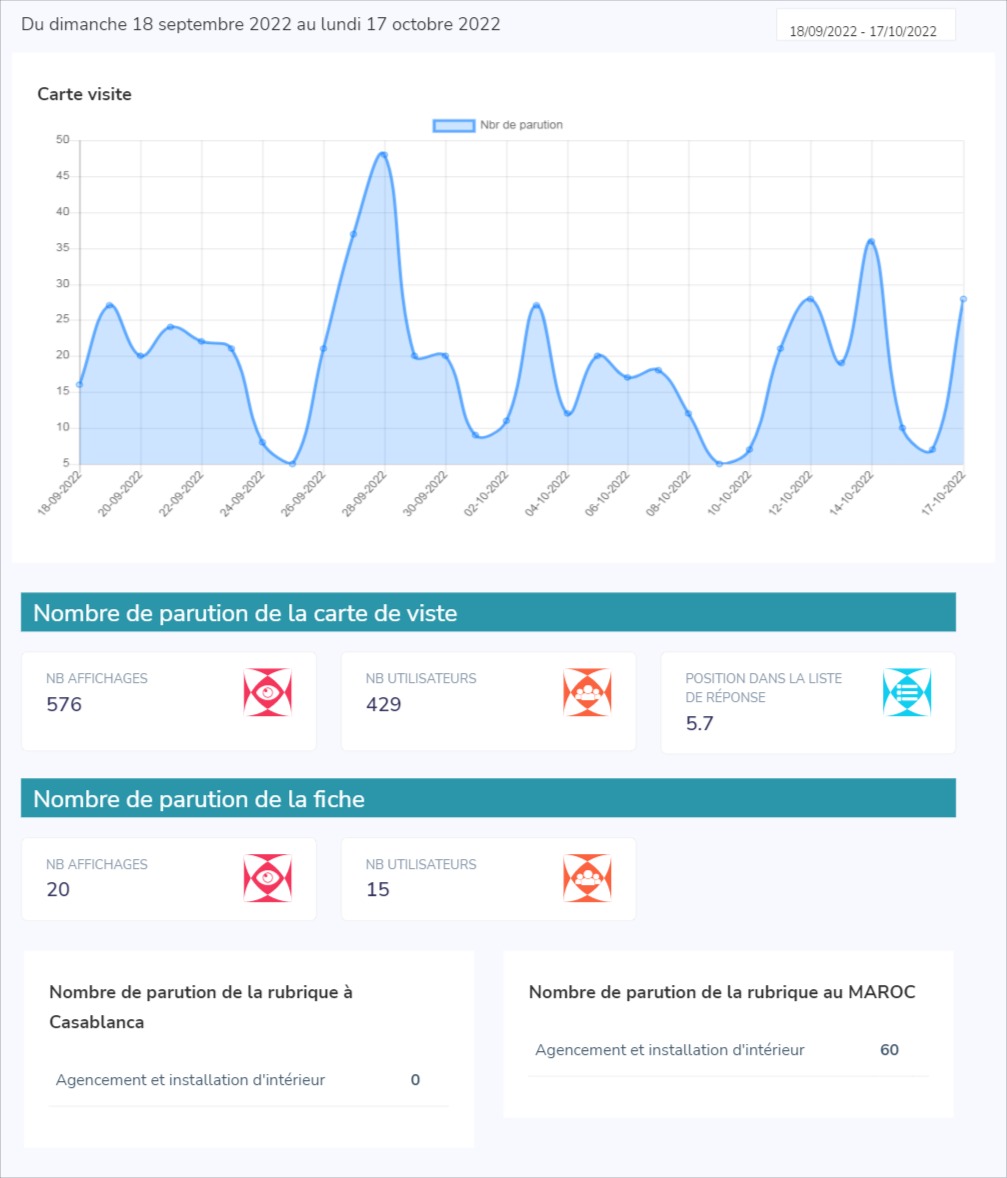 Du dimanche 18 septembre 2022 au lundi 17 octobre 2022
18/09/2022 - 17/10/2022
Carte visite
Nbr de parution
50
45
40
35
30
25
20
15
10
5
18-09-2022
20-09-2022
22-09-2022
24-09-2022
26-09-2022
28-09-2022
30-09-2022
02-10-2022
04-10-2022
06-10-2022
08-10-2022
10-10-2022
12-10-2022
14-10-2022
17-10-2022
Nombre de parution de la carte de viste
NB AFFICHAGES
576
NB UTILISATEURS
429
POSITION DANS LA LISTE
DE RÉPONSE
5.7
Nombre de parution de la fiche
NB AFFICHAGES
20
NB UTILISATEURS
15
Nombre de parution de la rubrique à
Casablanca
Agencement et installation d'intérieur 0
Nombre de parution de la rubrique au MAROC
Agencement et installation d'intérieur 60